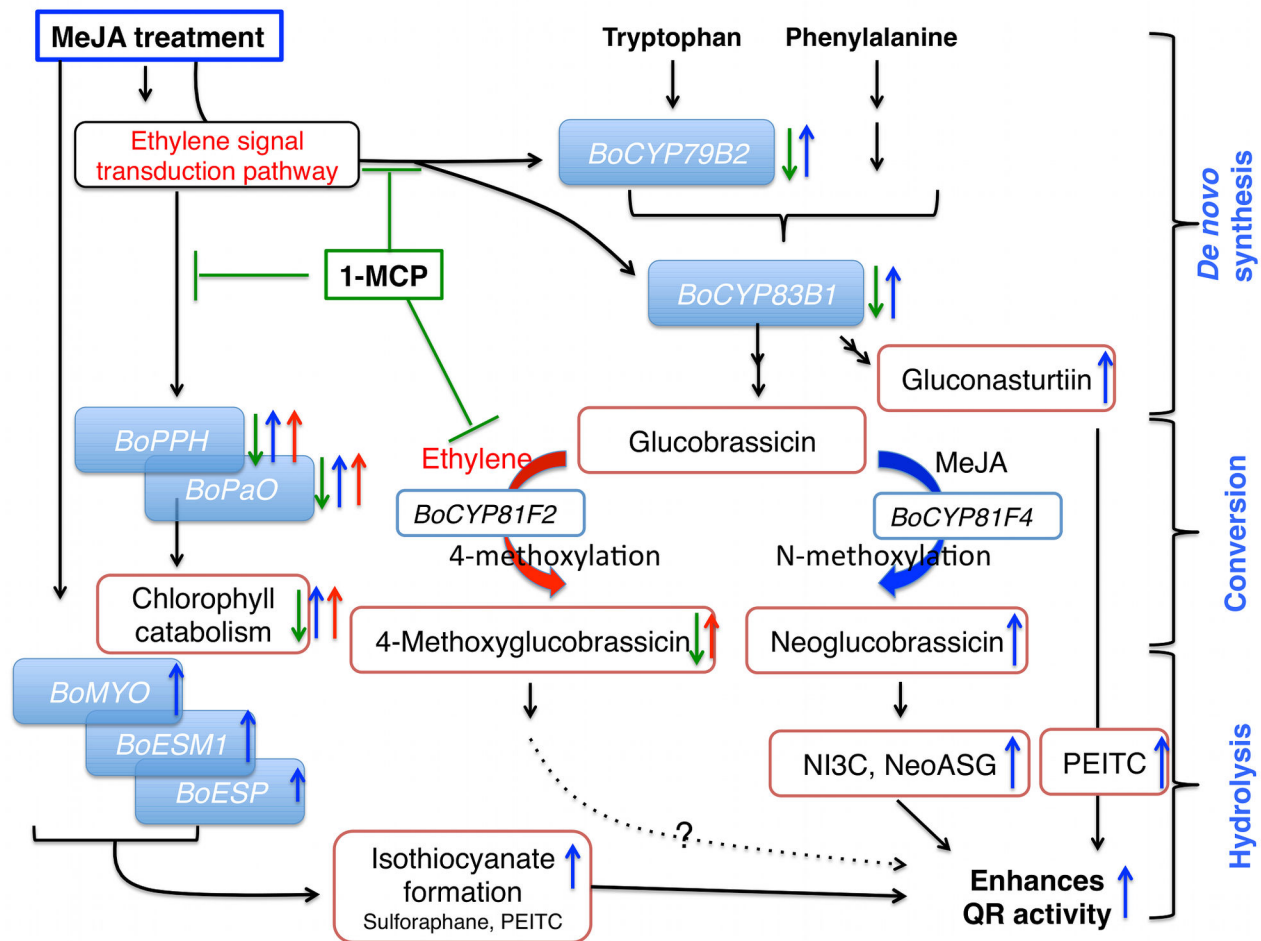 MeJA treatment
Tryptophan
Phenylalanine
Ethylene signal
transduction pathway
BoCYP79B2
De novo
synthesis
1-MCP
BoCYP83B1
Gluconasturtiin
BoPPH
Glucobrassicin
Ethylene
MeJA
BoPaO
BoCYP81F2
BoCYP81F4
4-methoxylation
N-methoxylation
Conversion
Chlorophyll
catabolism
4-Methoxyglucobrassicin
Neoglucobrassicin
BoMYO
BoESM1
BoESP
NI3C, NeoASG
PEITC
Hydrolysis
?
Isothiocyanate
formation
Sulforaphane, PEITC
Enhances
QR activity